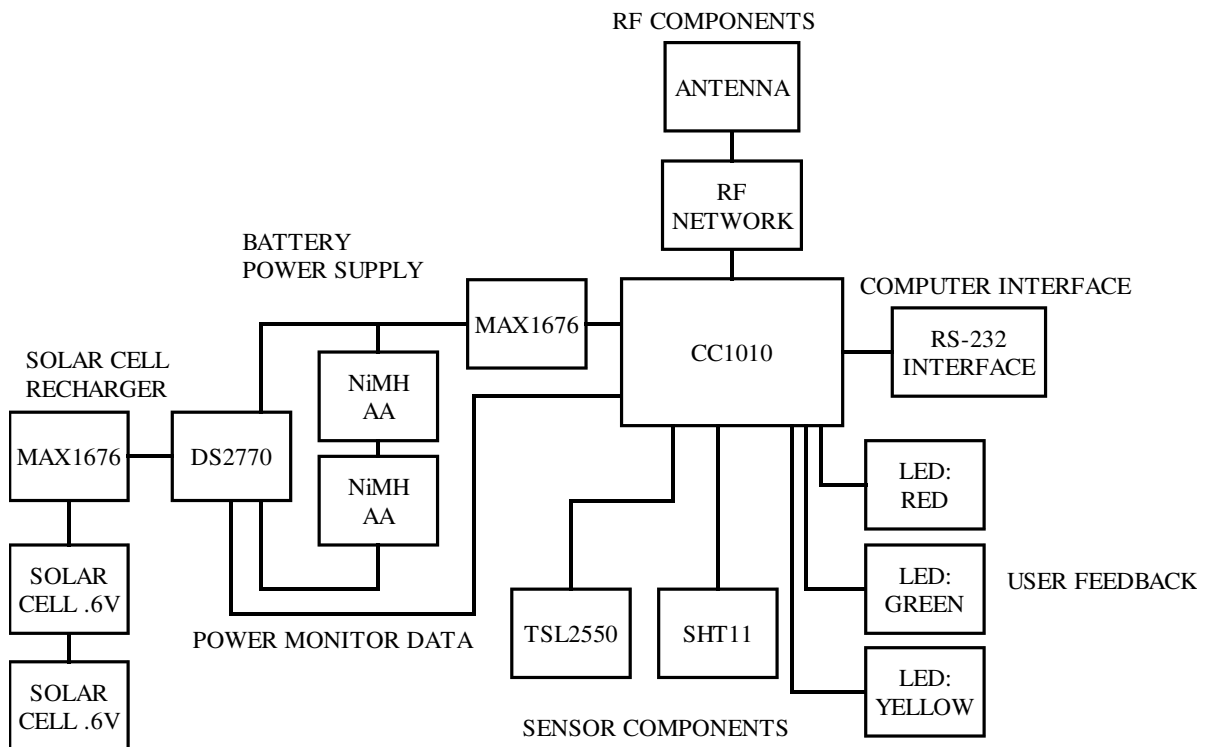 RF COMPONENTS
ANTENNA
RF
NETWORK
BATTERY
POWER SUPPLY
MAX1676
CC1010
COMPUTER INTERFACE
RS-232
INTERFACE
SOLAR CELL
RECHARGER
MAX1676
DS2770
NiMH
AA
NiMH
AA
SOLAR
CELL .6V
SOLAR
CELL .6V
POWER MONITOR DATA
TSL2550
SHT11
SENSOR COMPONENTS
LED:
RED
LED:
GREEN
USER FEEDBACK
LED:
YELLOW